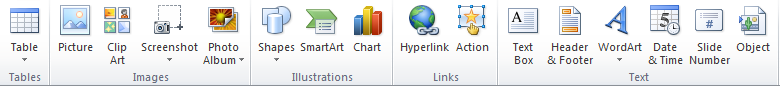 Table
Picture
Clip
Art
Screenshot
Photo
Album
Shapes
SmartArt
Chart
Hyperlink
Action
Text
Box
Header
& Footer
WordArt
Date
& Time
Slide
Number
Object
Tables
Images
Illustrations
Links
Text